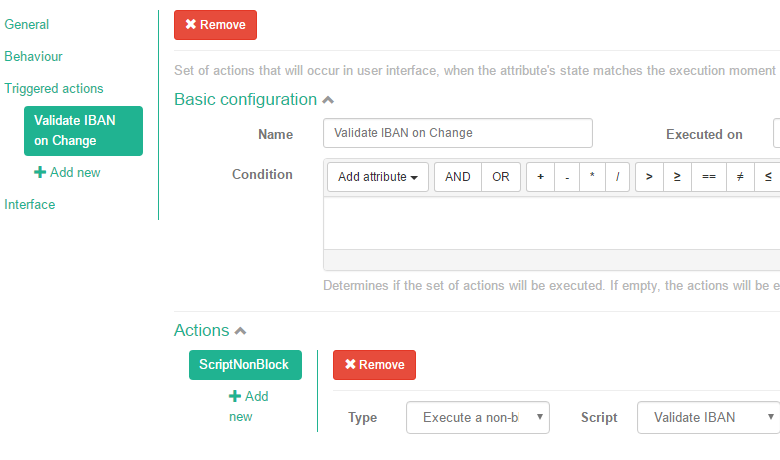 General
Behaviour
Triggered actions
Validate IBAN
on Change
Add new
Interface
Remove
Set of actions that will occur in user interface, when the attribute's state matches the execution moment
Basic configuration
Name Validate IBAN on Change Executed on
Condition Add attribute AND OR + - * / > ≥ == ≠ ≤
Determines if the set of actions will be executed. If empty, the actions will be e
Actions
ScriptNonBlock
Add
new
Remove
Type Execute a non-bl Script Validate IBAN